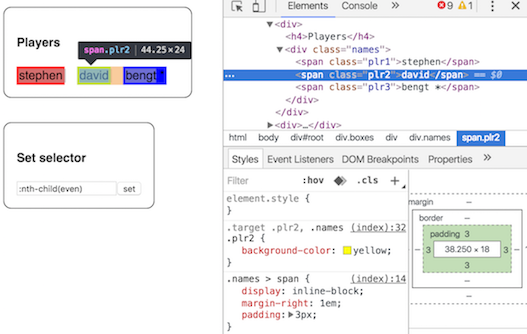 Players
span.plr2 44.25×24
stephen david bengt *
Set selector
:nth-child(even) set
Elements Console » 9 1
▼<div>
<h4>Players</h4>
▼<div class="names">
<span class="plr1">stephen</span>
… <span class="plr2">david</span> == $0
<span class="plr3">bengt *</span>
</div>
</div>
▶<div>…</div>
html body div#root div.boxes div div.names span.plr2
Styles Event Listeners DOM Breakpoints Properties »
Filter :hov .cls +
element.style {
}
.target .plr2, .names (index):32
.plr2 {
background-color: yellow;
}
.names > span { (index):14
display: inline-block;
margin-right: 1em;
padding: ▶3px;
margin –
border –
padding 3
– – 3 38.250 × 18 3 –
3
–
–